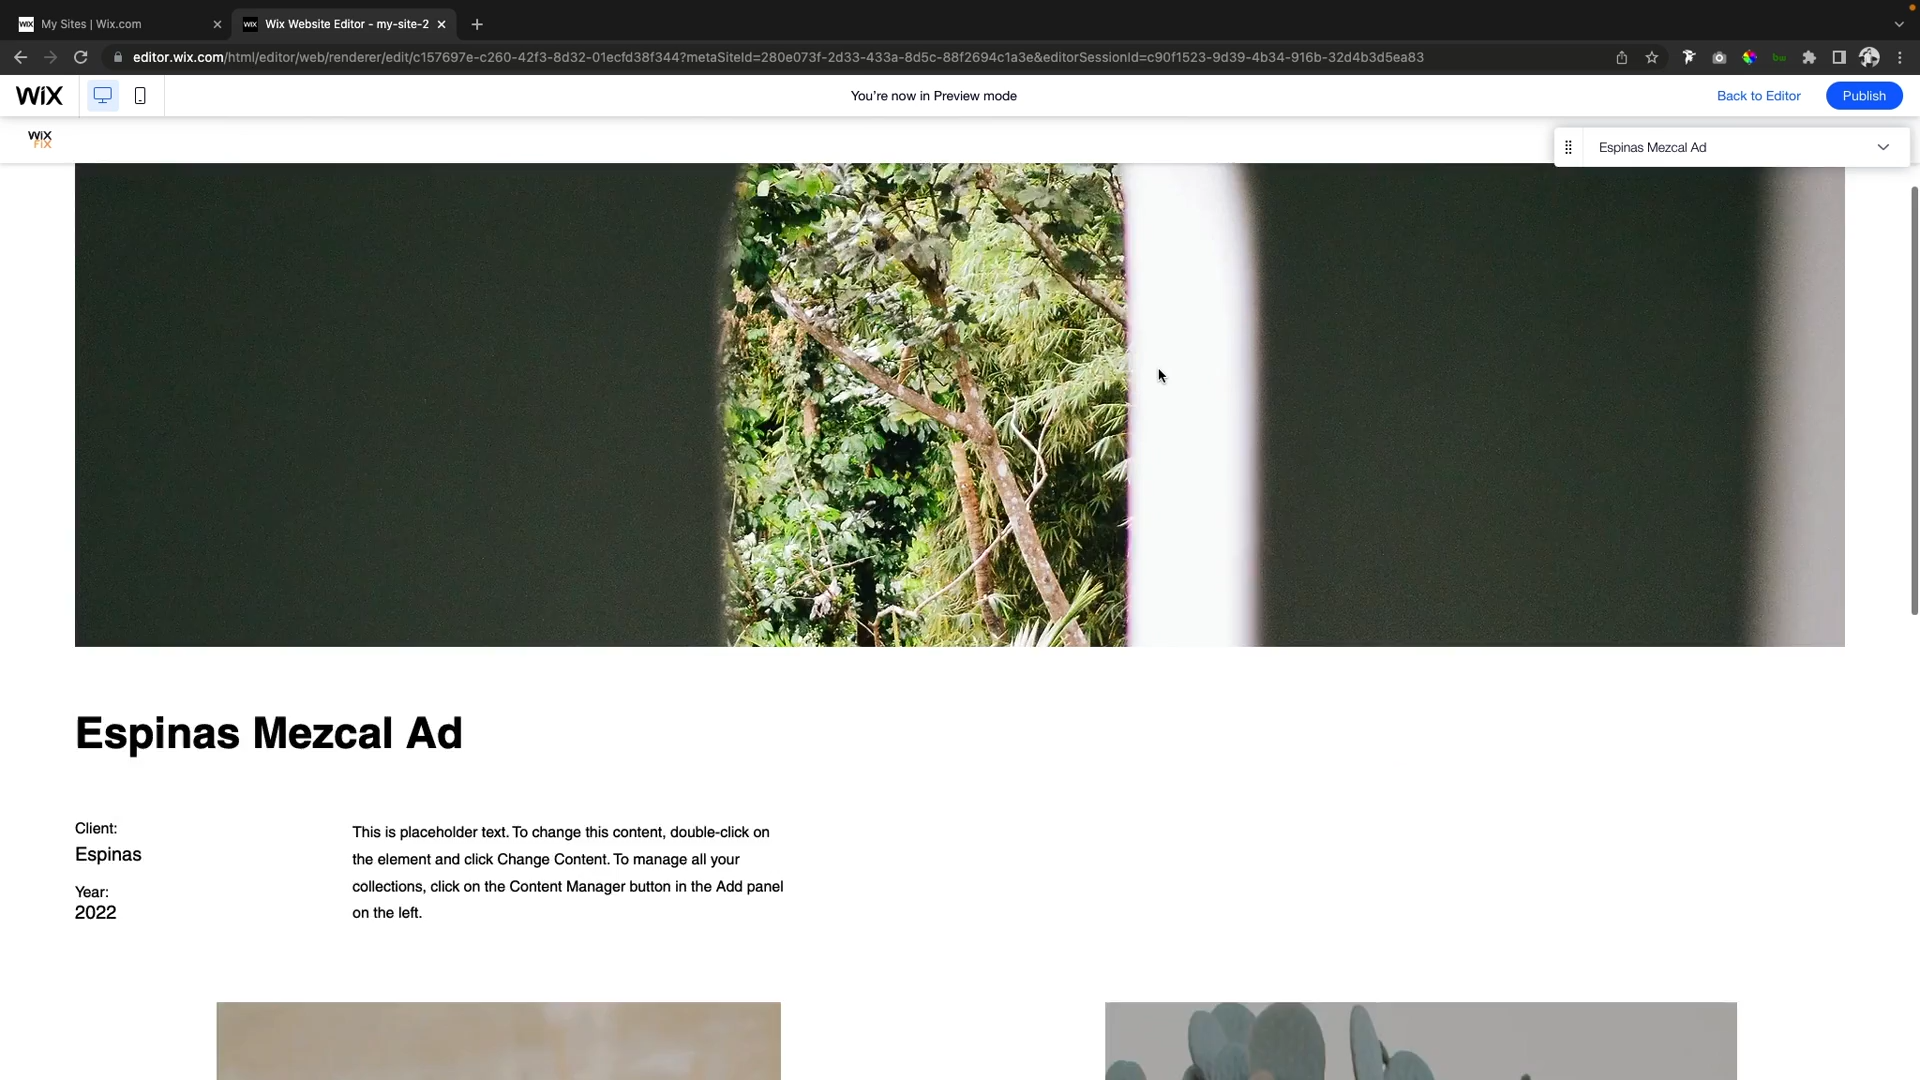 WiX My Sites | Wix.com
WiX Wix Website Editor - my-site-2
editor.wix.com/html/editor/web/renderer/edit/c157697e-c260-42f3-8d32-01ecfd38f344?metaSiteId=280e073f-2d33-433a-8d5c-88f2694c1a3e&editorSessionId=c90f1523-9d39-4b34-916b-32d4b3d5ea83
bw
WiX
You're now in Preview mode
Back to Editor
Publish
WiX
FiX
Espinas Mezcal Ad
Espinas Mezcal Ad
Client:
Espinas
Year:
2022
This is placeholder text. To change this content, double-click on
the element and click Change Content. To manage all your
collections, click on the Content Manager button in the Add panel
on the left.